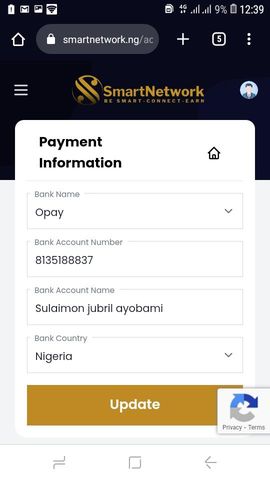 4G 9% 12:39
smartnetwork.ng/ac 5
SmartNetwork
BE SMART-CONNECT-EARN
Payment
Information
Bank Name
Opay
Bank Account Number
8135188837
Bank Account Name
Sulaimon jubril ayobami
Bank Country
Nigeria
Update
Privacy - Terms